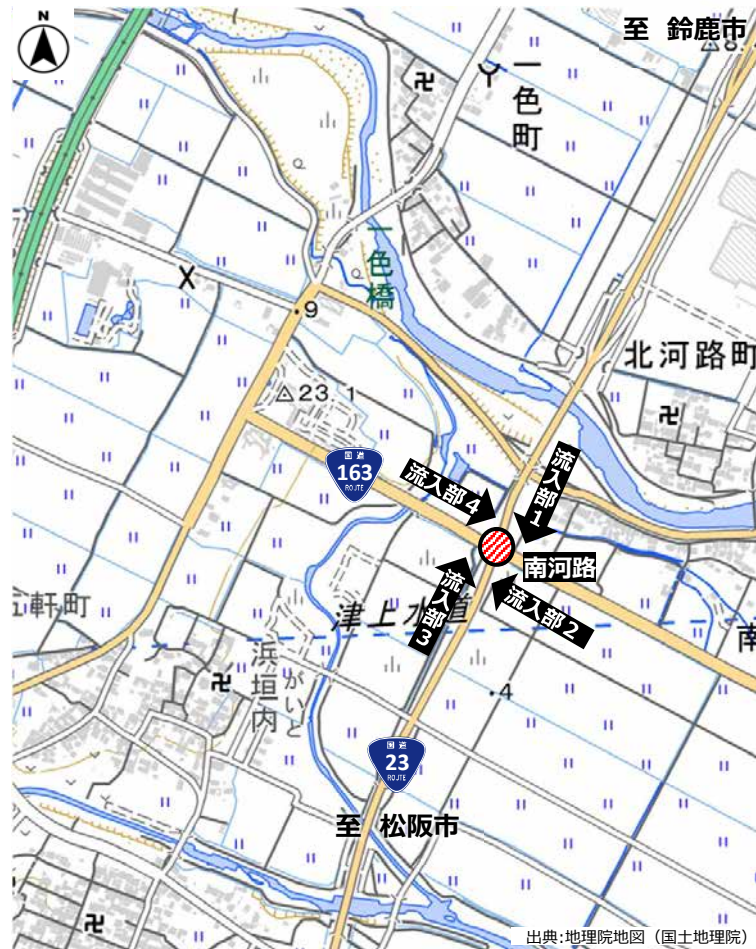 N
至 鈴鹿市
一色町
一色橋
9
北河路町
23.1
国道
163
ROUTE
流入部4
流入部1
南河路
流入部3
流入部2
津上水道
軒町
浜垣内
がいと
南
4
国道
23
ROUTE
至 松阪市
出典:地理院地図（国土地理院）